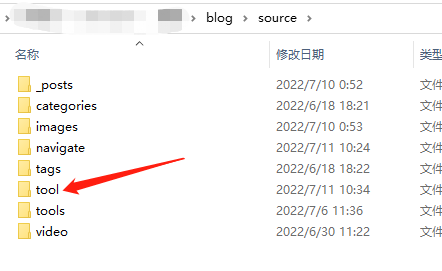 › blog › source ›
名称 修改日期 类型
_posts 2022/7/10 0:52 文件
categories 2022/6/18 18:21 文件
images 2022/7/10 0:53 文件
navigate 2022/7/11 10:24 文件
tags 2022/6/18 18:22 文件
tool 2022/7/11 10:34 文件
tools 2022/7/6 11:36 文件
video 2022/6/30 11:22 文件